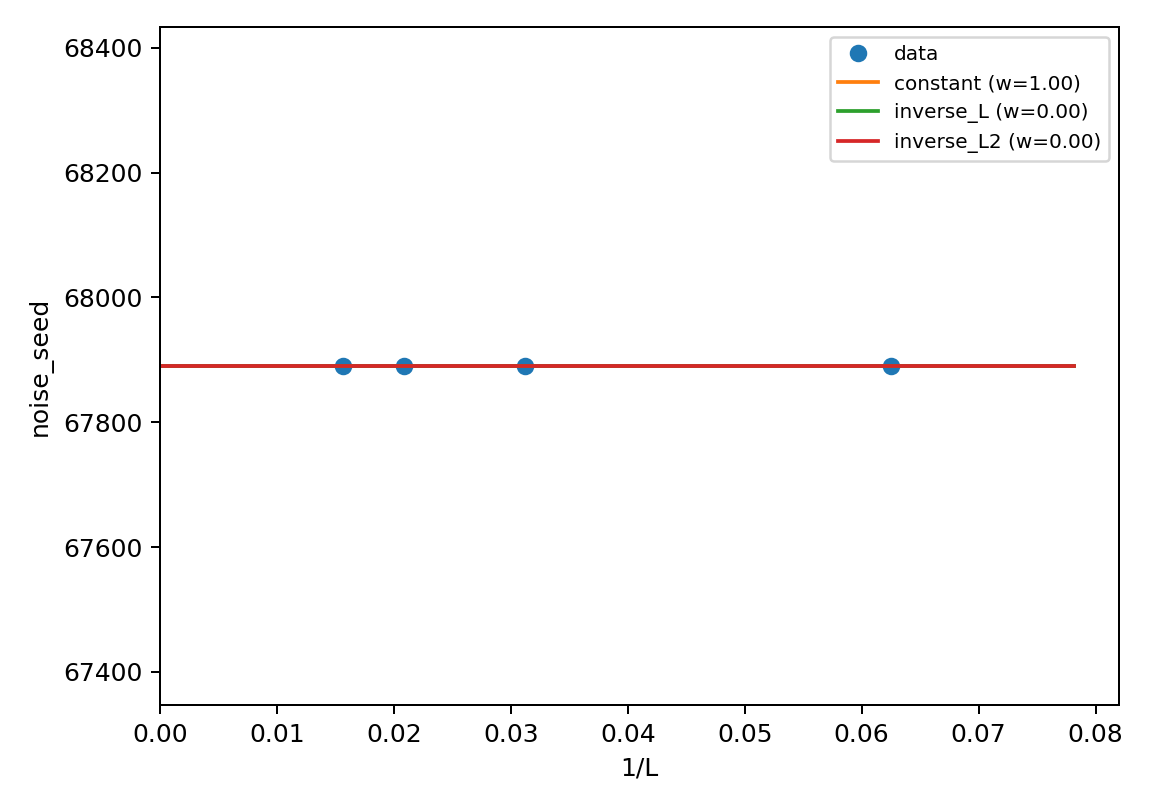 68400
68200
68000
67800
67600
67400
noise_seed
data
constant (w=1.00)
inverse_L (w=0.00)
inverse_L2 (w=0.00)
0.00 0.01 0.02 0.03 0.04 0.05 0.06 0.07 0.08
1/L